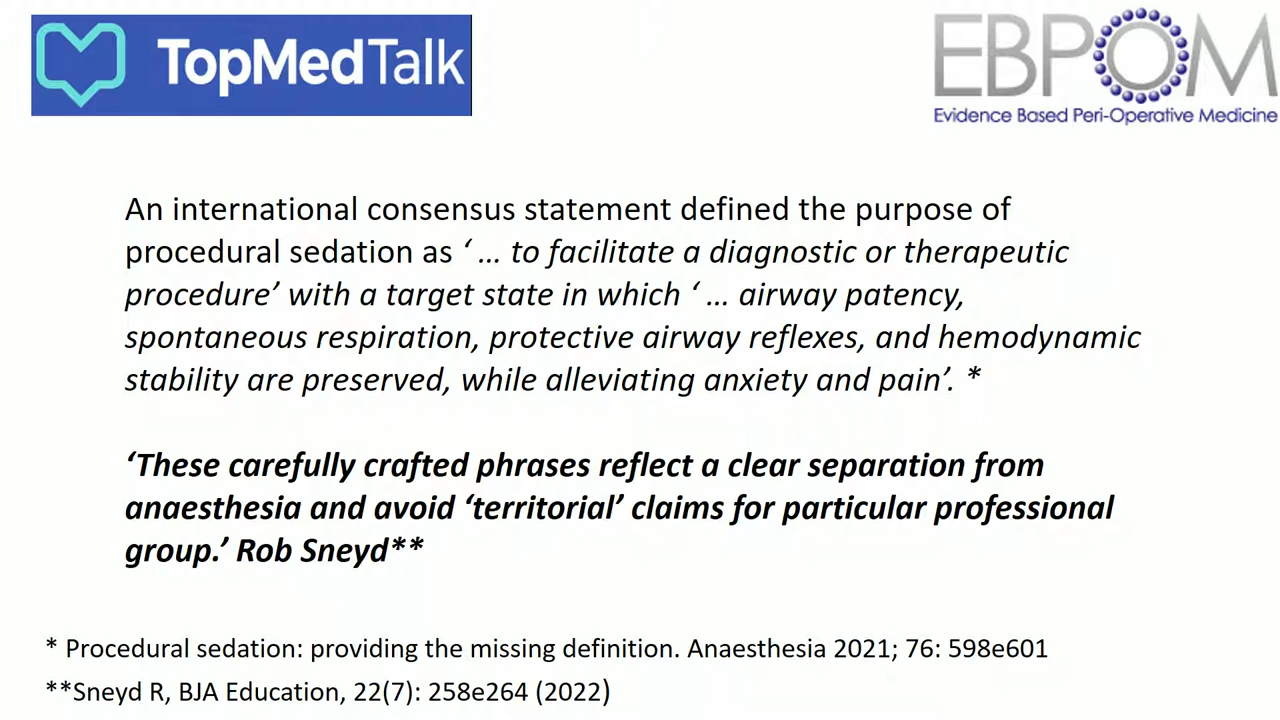 TopMedTalk
EBPOM
Evidence Based Peri-Operative Medicine
An international consensus statement defined the purpose of
procedural sedation as ‘ … to facilitate a diagnostic or therapeutic
procedure’ with a target state in which ‘ … airway patency,
spontaneous respiration, protective airway reflexes, and hemodynamic
stability are preserved, while alleviating anxiety and pain’. *
‘These carefully crafted phrases reflect a clear separation from
anaesthesia and avoid ‘territorial’ claims for particular professional
group.’ Rob Sneyd**
* Procedural sedation: providing the missing definition. Anaesthesia 2021; 76: 598e601
**Sneyd R, BJA Education, 22(7): 258e264 (2022)